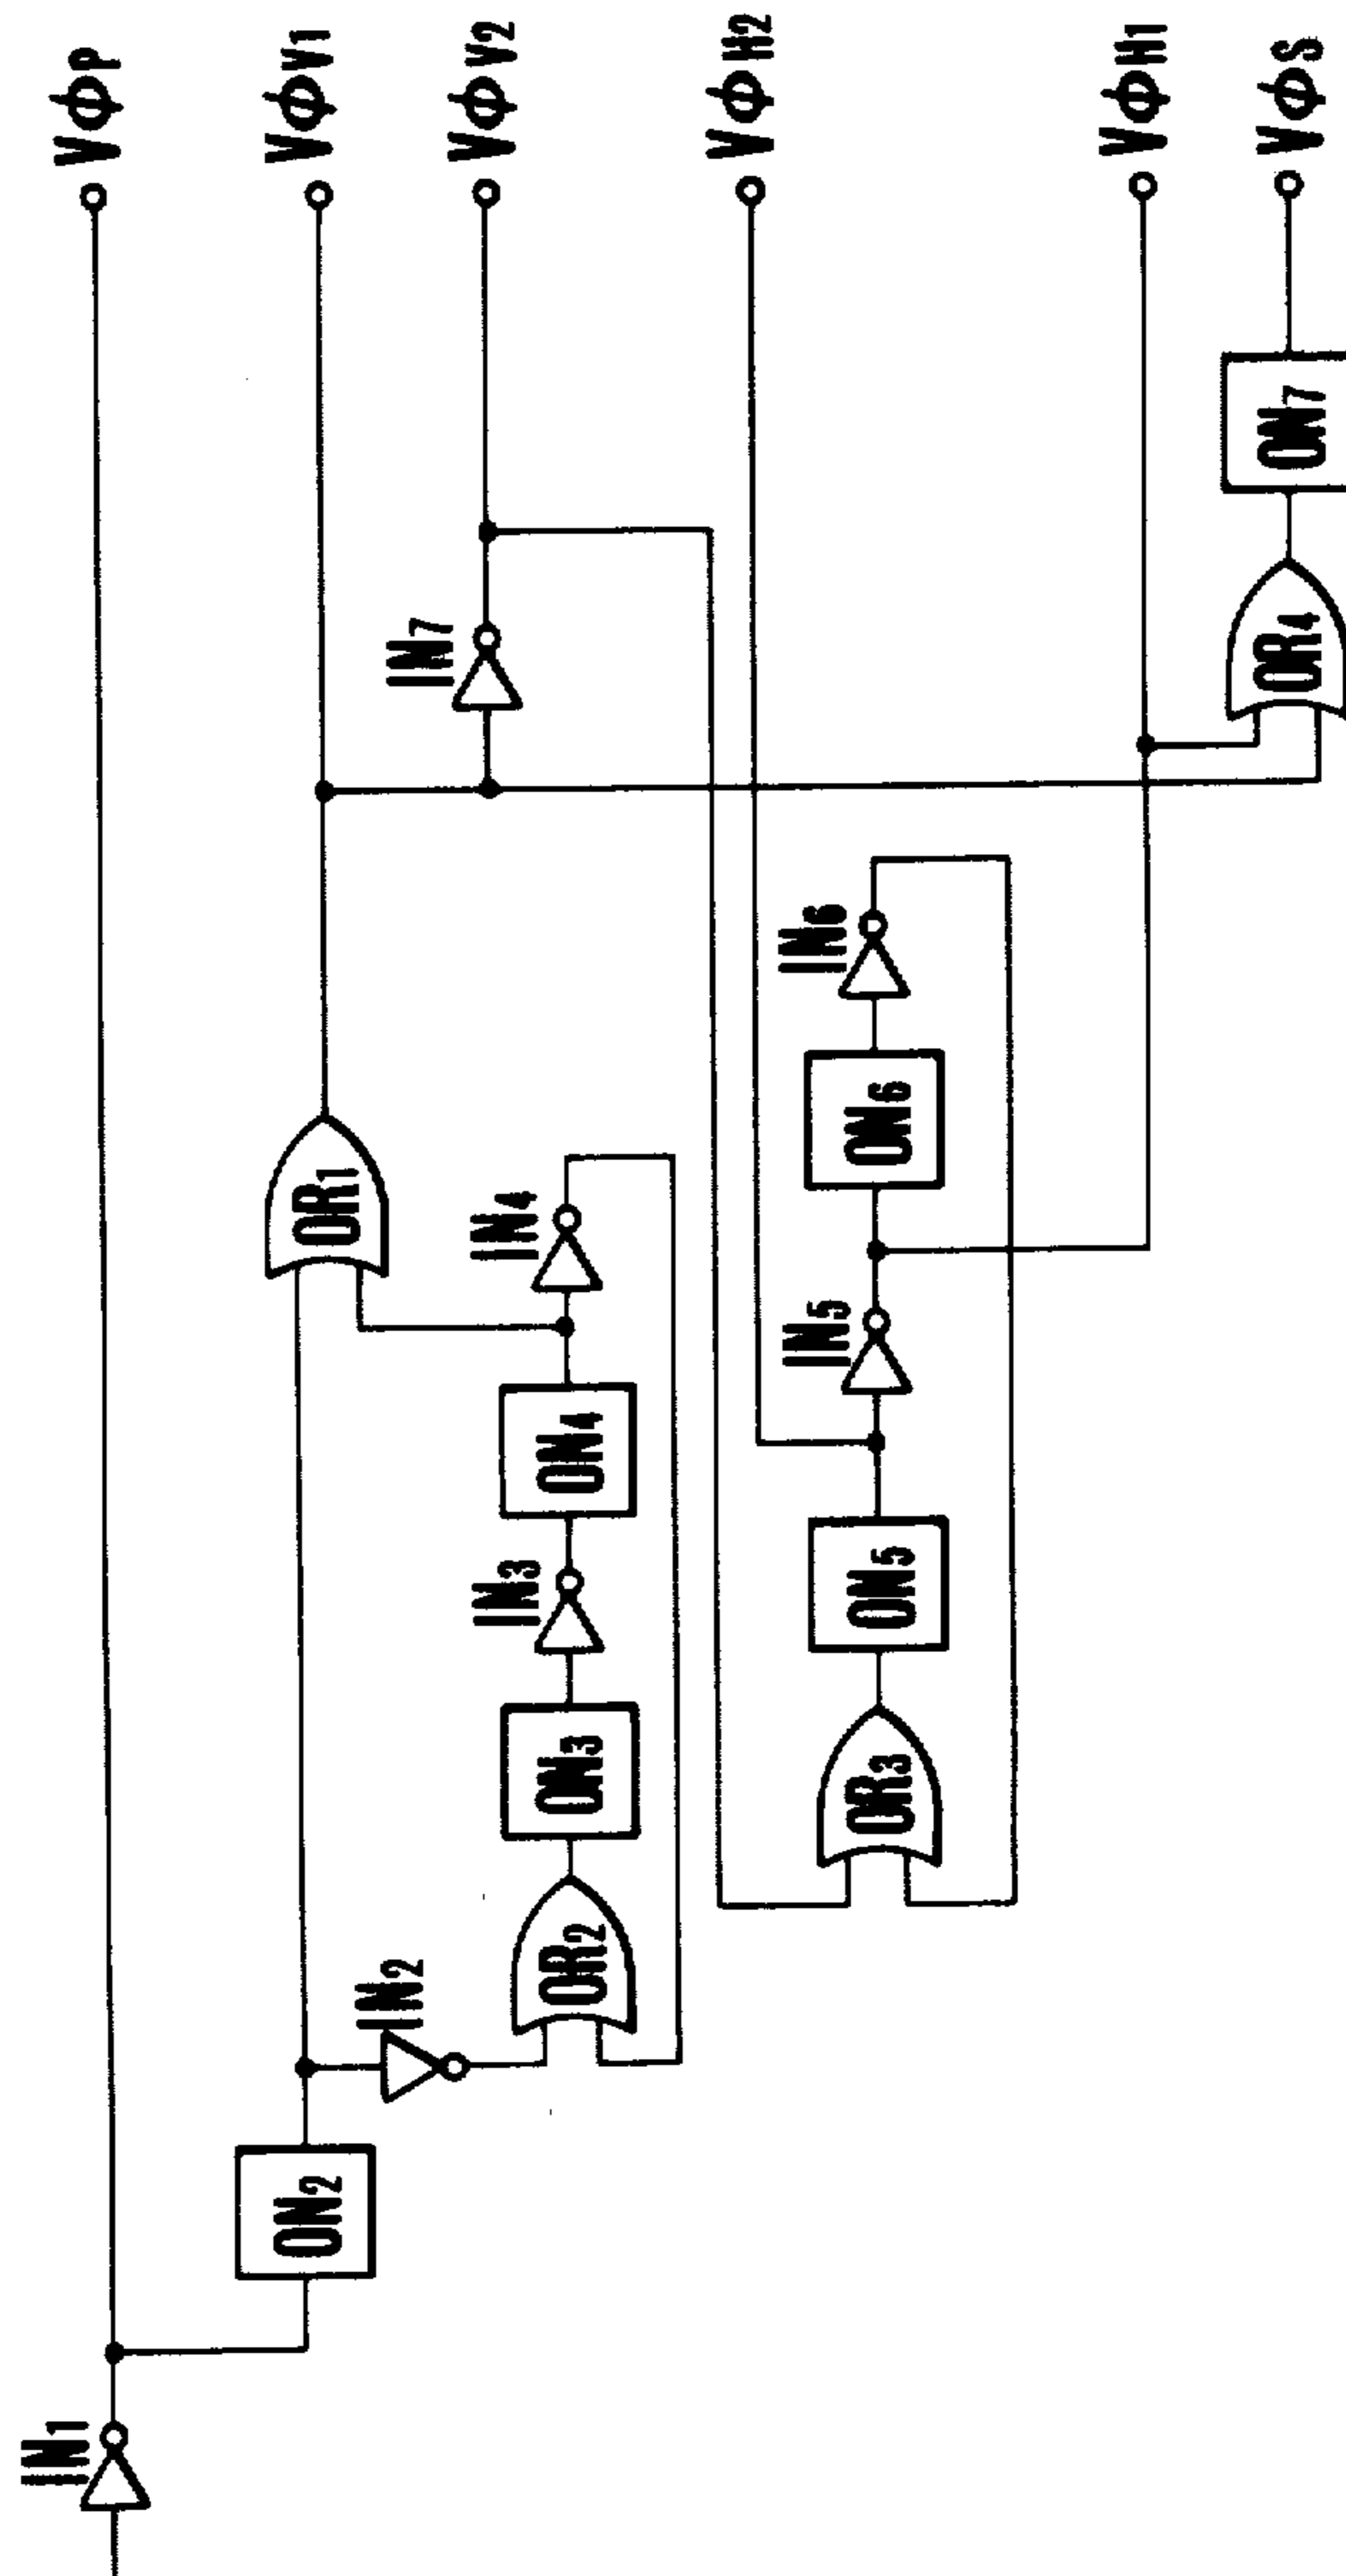 VΦP
VΦV1
VΦV2
VΦH2
VΦH1
VΦS
IN1
ON2
IN2
OR1
OR2
ON3
IN3
ON4
IN4
IN7
OR3
ON5
IN5
ON6
IN6
OR4
ON7